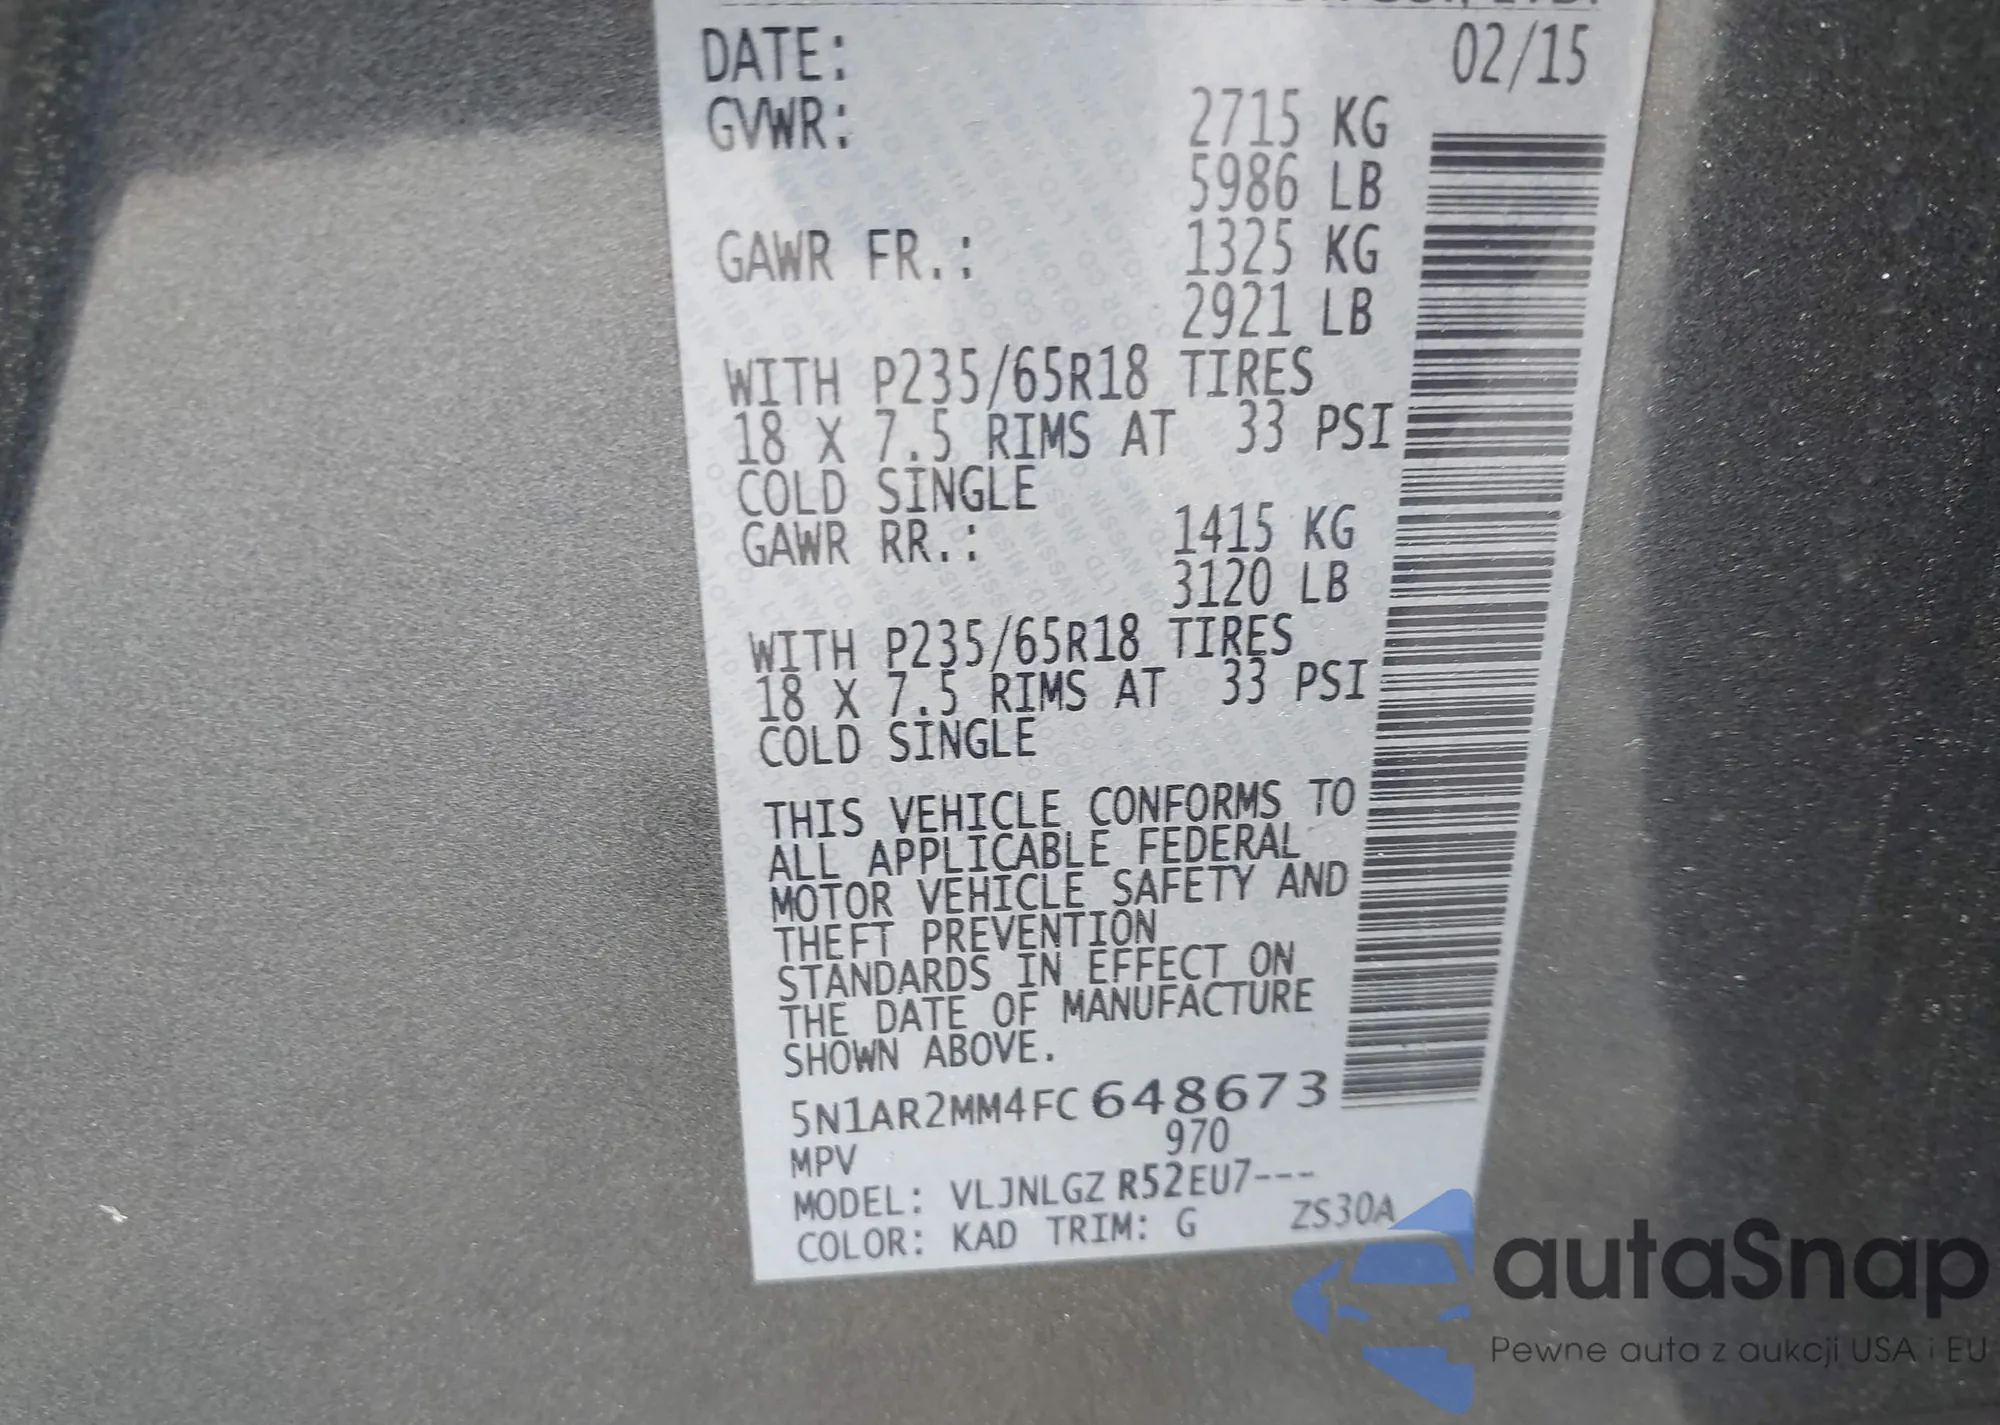 DATE: 02/15
GVWR: 2715 KG
5986 LB
GAWR FR.: 1325 KG
2921 LB
WITH P235/65R18 TIRES
18 X 7.5 RIMS AT 33 PSI
COLD SINGLE
GAWR RR.: 1415 KG
3120 LB
WITH P235/65R18 TIRES
18 X 7.5 RIMS AT 33 PSI
COLD SINGLE
THIS VEHICLE CONFORMS TO
ALL APPLICABLE FEDERAL
MOTOR VEHICLE SAFETY AND
THEFT PREVENTION
STANDARDS IN EFFECT ON
THE DATE OF MANUFACTURE
SHOWN ABOVE.
5N1AR2MM4FC648673
MPV 970
MODEL: VLJNLGZ R52EU7---
COLOR: KAD TRIM: G ZS30A
autaSnap
Pewne auta z aukcji USA i EU